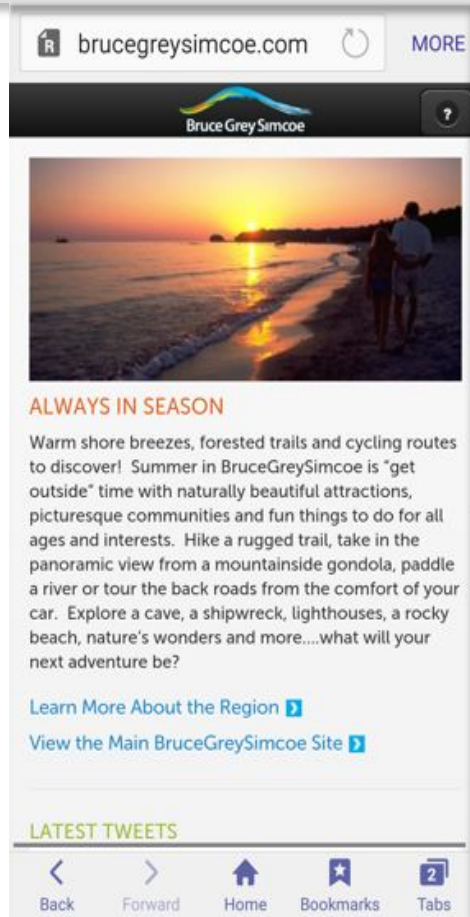 R brucegreysimcoe.com MORE
Bruce Grey Simcoe
?
ALWAYS IN SEASON
Warm shore breezes, forested trails and cycling routes
to discover!  Summer in BruceGreySimcoe is “get
outside” time with naturally beautiful attractions,
picturesque communities and fun things to do for all
ages and interests.  Hike a rugged trail, take in the
panoramic view from a mountainside gondola, paddle
a river or tour the back roads from the comfort of your
car.  Explore a cave, a shipwreck, lighthouses, a rocky
beach, nature's wonders and more....what will your
next adventure be?
Learn More About the Region
View the Main BruceGreySimcoe Site
LATEST TWEETS
2
Back Forward Home Bookmarks Tabs